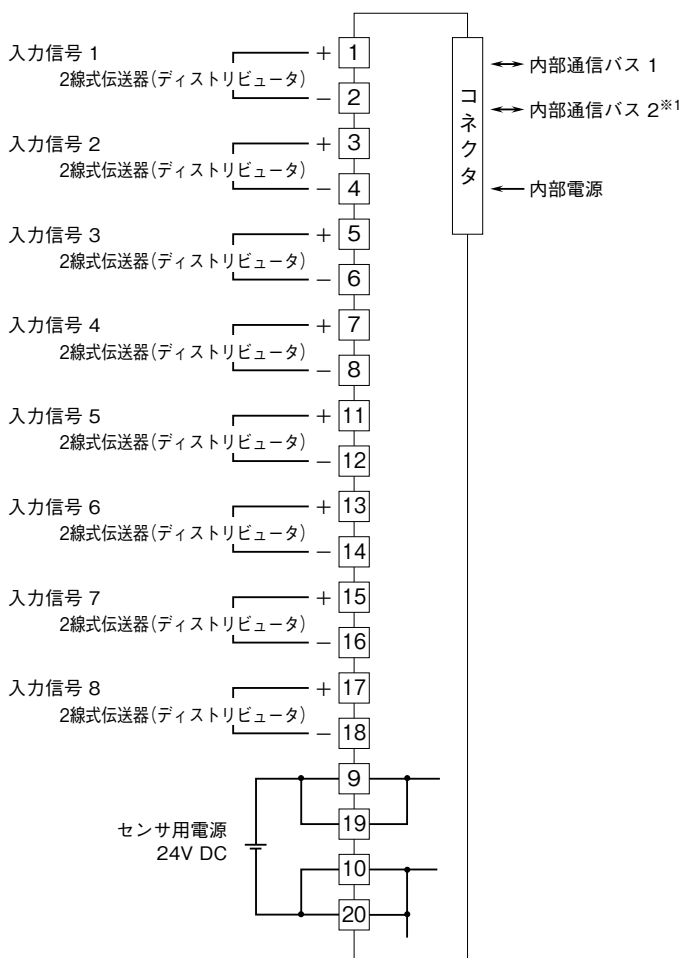 入力信号 1
2線式伝送器(ディストリビュータ)
+ 1
− 2
入力信号 2
2線式伝送器(ディストリビュータ)
+ 3
− 4
入力信号 3
2線式伝送器(ディストリビュータ)
+ 5
− 6
入力信号 4
2線式伝送器(ディストリビュータ)
+ 7
− 8
入力信号 5
2線式伝送器(ディストリビュータ)
+ 11
− 12
入力信号 6
2線式伝送器(ディストリビュータ)
+ 13
− 14
入力信号 7
2線式伝送器(ディストリビュータ)
+ 15
− 16
入力信号 8
2線式伝送器(ディストリビュータ)
+ 17
− 18
センサ用電源
24V DC
9
19
10
20
コネクタ
内部通信バス 1
内部通信バス 2※1
内部電源